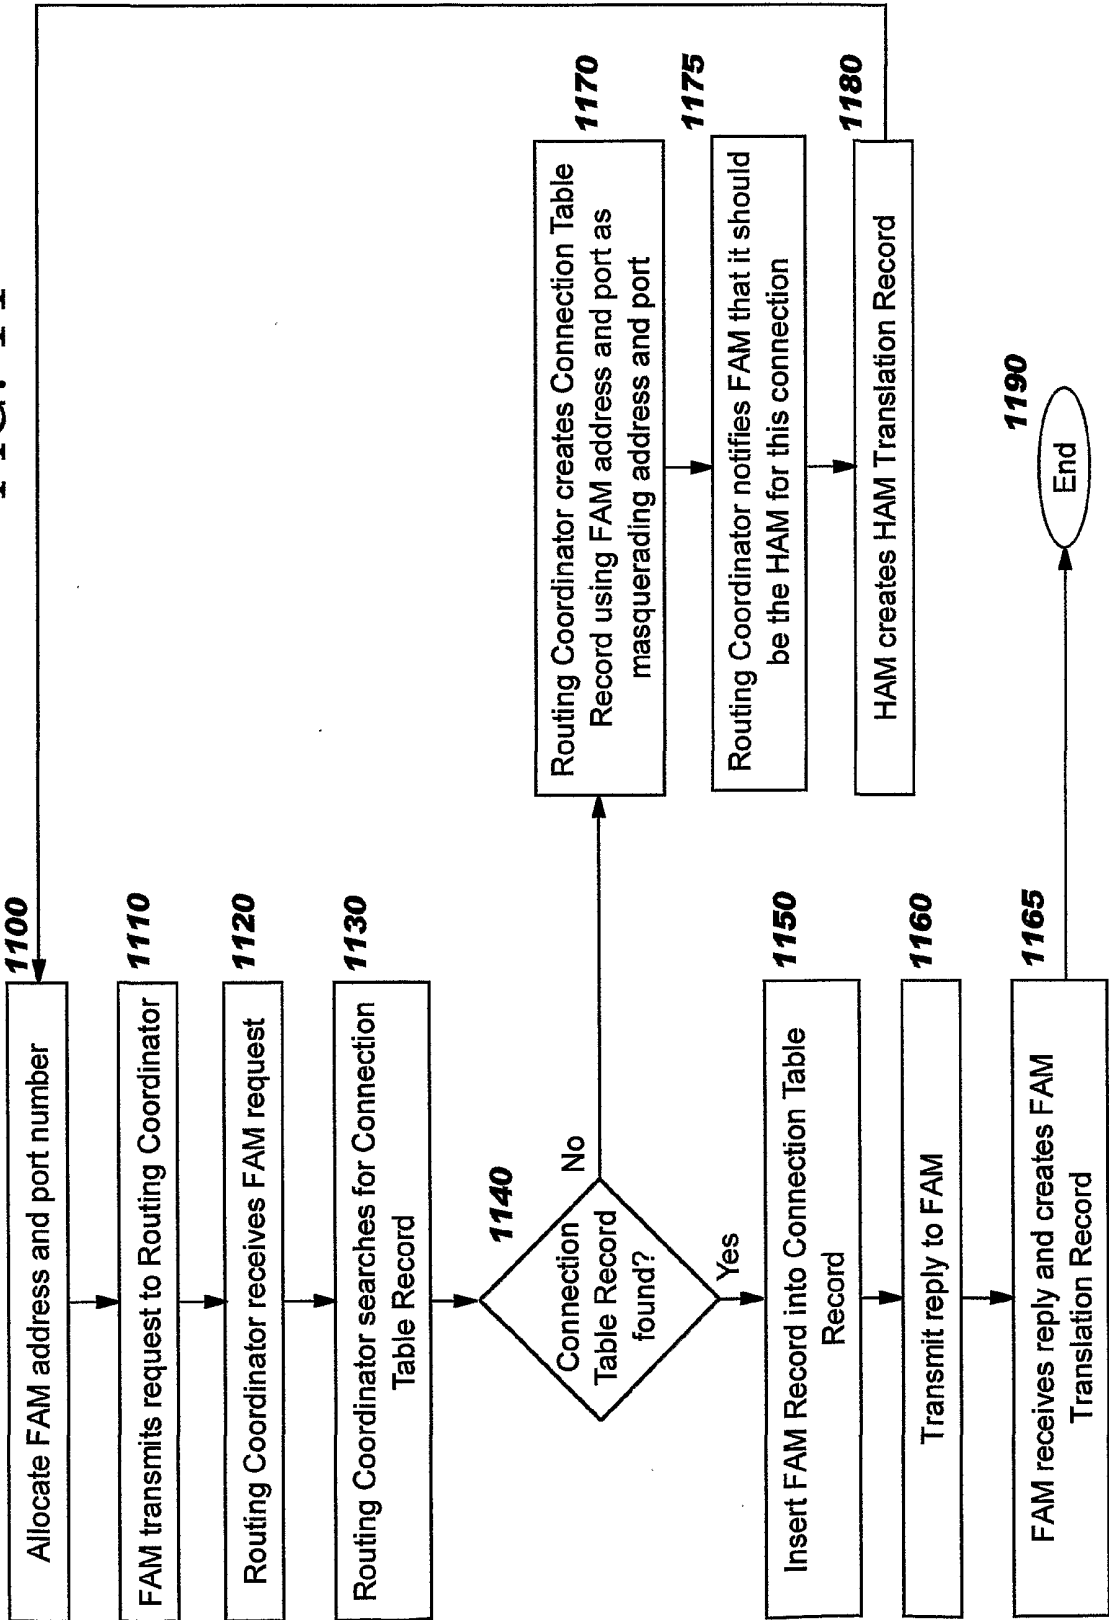 1100
Allocate FAM address and port number
1110
FAM transmits request to Routing Coordinator
1120
Routing Coordinator receives FAM request
1130
Routing Coordinator searches for Connection
Table Record
1140
Connection
Table Record
found?
No
Yes
1150
Insert FAM Record into Connection Table
Record
1160
Transmit reply to FAM
1165
FAM receives reply and creates FAM
Translation Record
1170
Routing Coordinator creates Connection Table
Record using FAM address and port as
masquerading address and port
1175
Routing Coordinator notifies FAM that it should
be the HAM for this connection
1180
HAM creates HAM Translation Record
1190
End